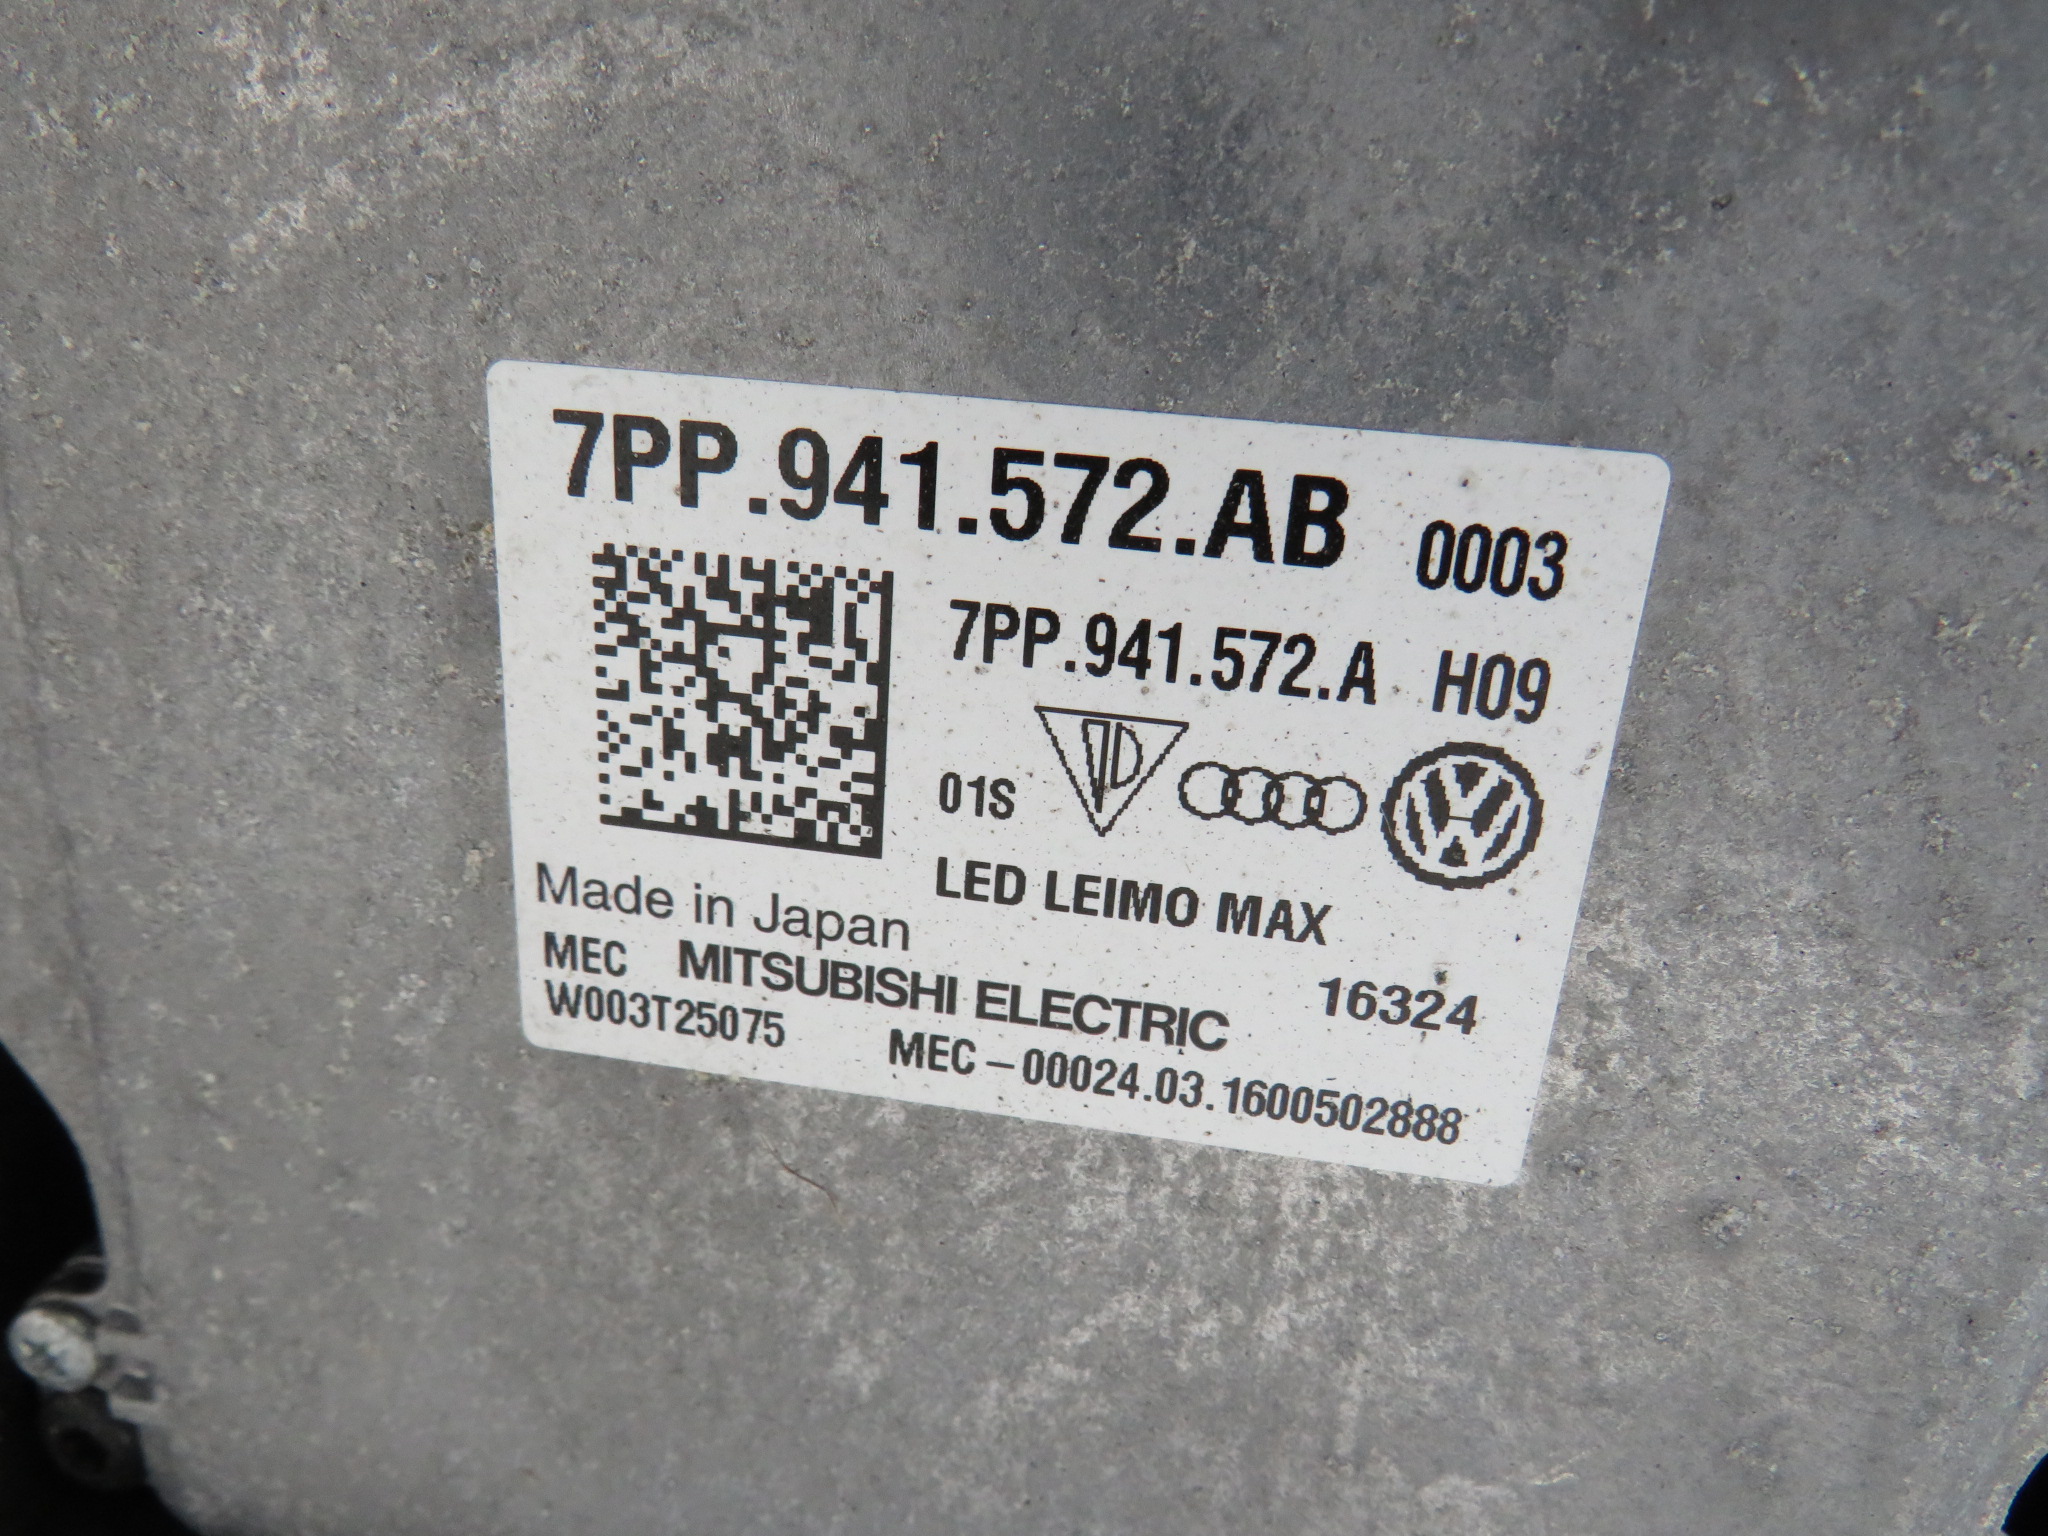 7PP.941.572.AB 0003
7PP.941.572.A H09
01S
LED LEIMO MAX
Made in Japan
MEC MITSUBISHI ELECTRIC 16324
W003T25075 MEC-00024.03.1600502888